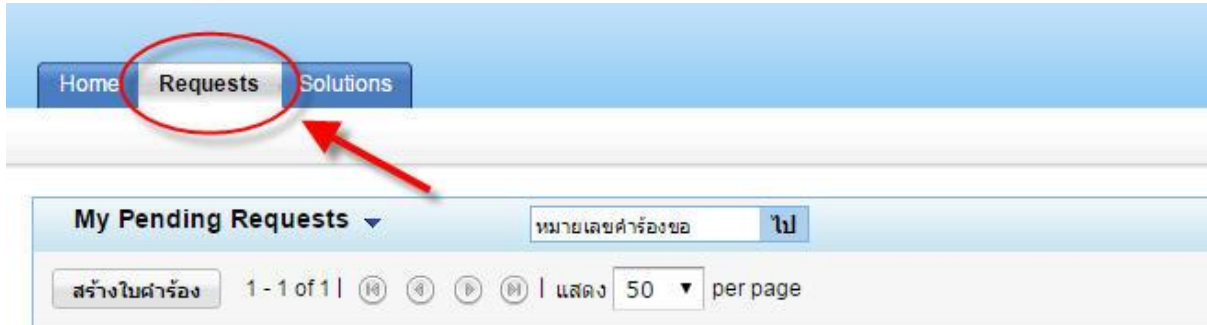 Home Requests Solutions
My Pending Requests หมายเลขคำร้องขอ ไป
สร้างใบคำร้อง 1 - 1 of 1 | | แสดง 50 per page